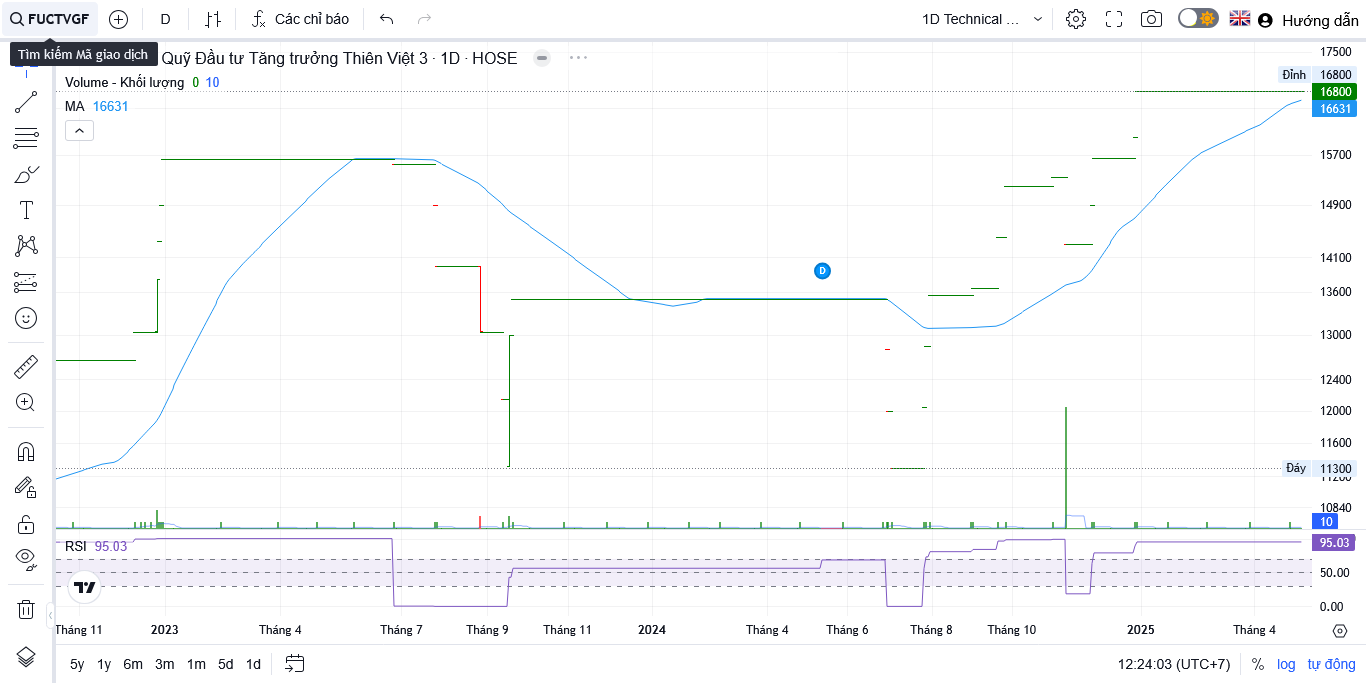 FUCTVGF
D
Các chỉ báo
1D Technical ...
Hướng dẫn
Tìm kiếm Mã giao dịch
Quỹ Đầu tư Tăng trưởng Thiên Việt 3 · 1D · HOSE
Volume - Khối lượng 0 10
MA 16631
17500
Đỉnh 16800
16800
16631
15700
14900
14100
D
13600
13000
12400
12000
11600
Đáy 11300
11200
10840
10
RSI 95.03
95.03
50.00
0.00
Tháng 11 2023 Tháng 4 Tháng 7 Tháng 9 Tháng 11 2024 Tháng 4 Tháng 6 Tháng 8 Tháng 10 2025 Tháng 4
5y 1y 6m 3m 1m 5d 1d
12:24:03 (UTC+7) % log tự động